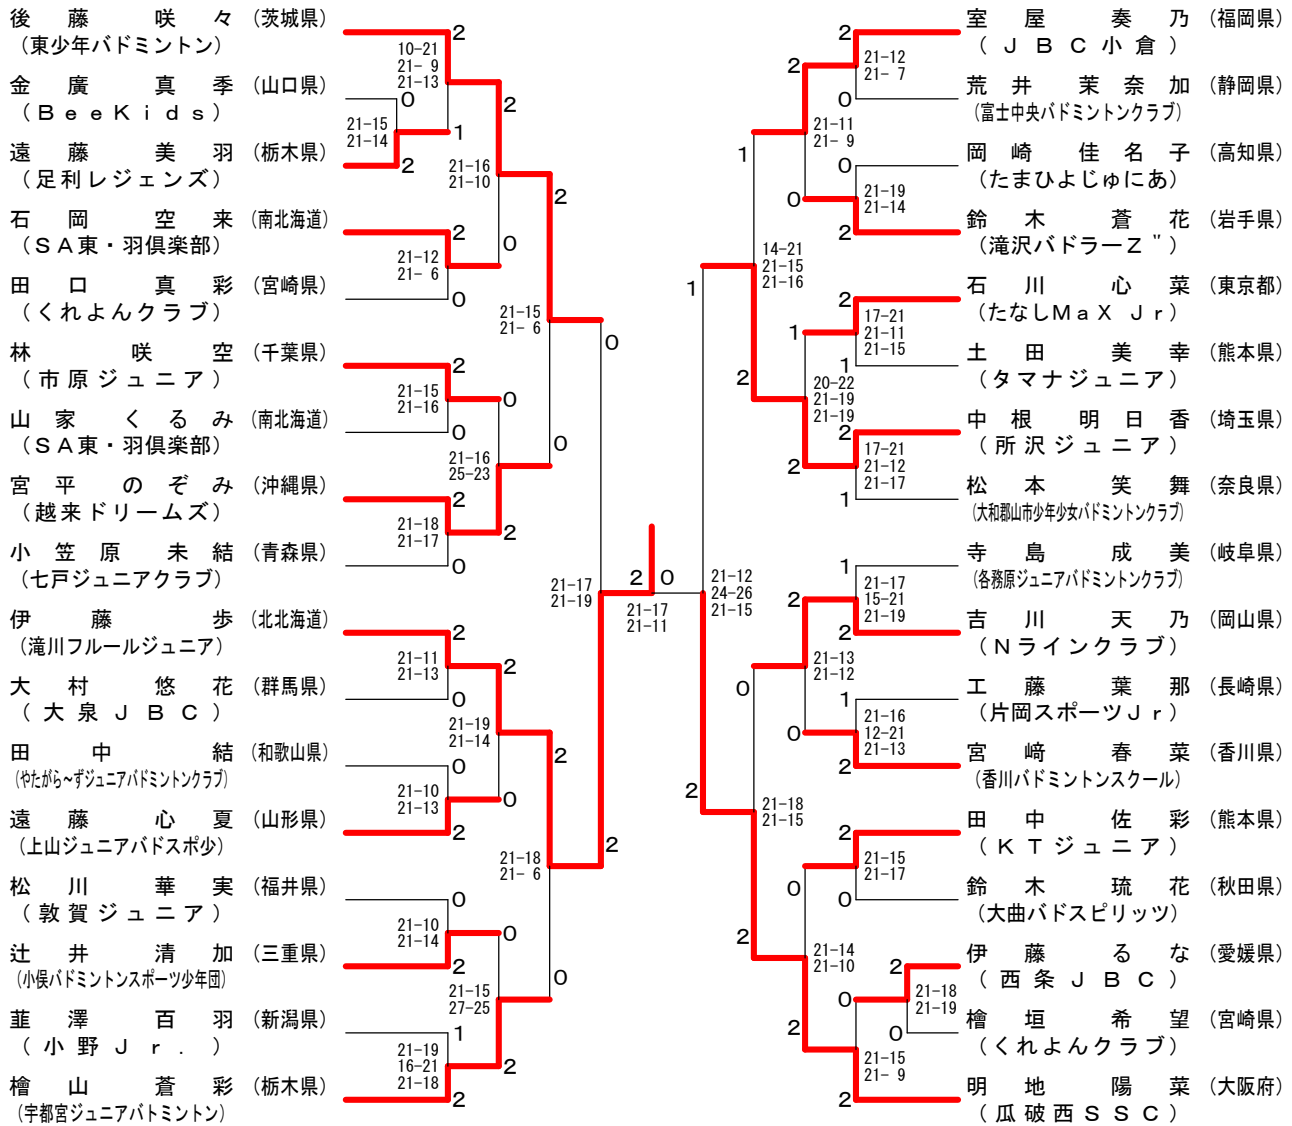 後藤 咲々 (茨城県)
(東少年バドミントン)
金廣 真季 (山口県)
(BeeKids)
遠藤 美羽 (栃木県)
(足利レジェンズ)
石岡 空来 (南北海道)
(SA東・羽倶楽部)
田口 真彩 (宮崎県)
(くれよんクラブ)
林 咲空 (千葉県)
(市原ジュニア)
山家 くるみ (南北海道)
(SA東・羽倶楽部)
宮平 のぞみ (沖縄県)
(越来ドリームズ)
小笠原 未結 (青森県)
(七戸ジュニアクラブ)
伊藤 歩 (北北海道)
(滝川フルールジュニア)
大村 悠花 (群馬県)
(大泉JBC)
田中 結 (和歌山県)
(やたがら~ずジュニアバドミントンクラブ)
遠藤 心夏 (山形県)
(上山ジュニアバドスポ少)
松川 華実 (福井県)
(敦賀ジュニア)
辻井 清加 (三重県)
(小俣バドミントンスポーツ少年団)
韮澤 百羽 (新潟県)
(小野Jr.)
檜山 蒼彩 (栃木県)
(宇都宮ジュニアバトミントン)
2
10-21
21- 9
21-13
0
21-15
21-14
1
2
2
21-16
21-10
2
21-12
21- 6
0
0
2
21-15
21- 6
0
2
21-15
21-16
0
0
21-16
25-23
0
2
21-18
21-17
2
0
21-17
21-19
2
21-11
21-13
2
0
21-19
21-14
2
0
21-10
21-13
0
2
21-18
21- 6
2
0
21-10
21-14
0
2
21-15
27-25
0
1
21-19
16-21
21-18
2
2
2
0
21-17
21-11
室屋 奏乃 (福岡県)
(JBC小倉)
荒井 茉奈加 (静岡県)
(富士中央バドミントンクラブ)
岡崎 佳名子 (高知県)
(たまひよじゅにあ)
鈴木 蒼花 (岩手県)
(滝沢バドラーZ")
石川 心菜 (東京都)
(たなしMaX Jr)
土田 美幸 (熊本県)
(タマナジュニア)
中根 明日香 (埼玉県)
(所沢ジュニア)
松本 笑舞 (奈良県)
(大和郡山市少年少女バドミントンクラブ)
寺島 成美 (岐阜県)
(各務原ジュニアバドミントンクラブ)
吉川 天乃 (岡山県)
(Nラインクラブ)
工藤 葉那 (長崎県)
(片岡スポーツJr)
宮﨑 春菜 (香川県)
(香川バドミントンスクール)
田中 佐彩 (熊本県)
(KTジュニア)
鈴木 琉花 (秋田県)
(大曲バドスピリッツ)
伊藤 るな (愛媛県)
(西条JBC)
檜垣 希望 (宮崎県)
(くれよんクラブ)
明地 陽菜 (大阪府)
(瓜破西SSC)
2
21-12
21- 7
2
0
21-11
21- 9
1
0
21-19
21-14
0
2
14-21
21-15
21-16
1
2
17-21
21-11
21-15
1
1
20-22
21-19
21-19
2
2
17-21
21-12
21-17
2
1
21-12
24-26
21-15
1
21-17
15-21
21-19
2
2
21-13
21-12
0
1
21-16
12-21
21-13
0
2
2
21-18
21-15
2
21-15
21-17
0
0
21-14
21-10
2
2
21-18
21-19
0
0
21-15
21- 9
2
2